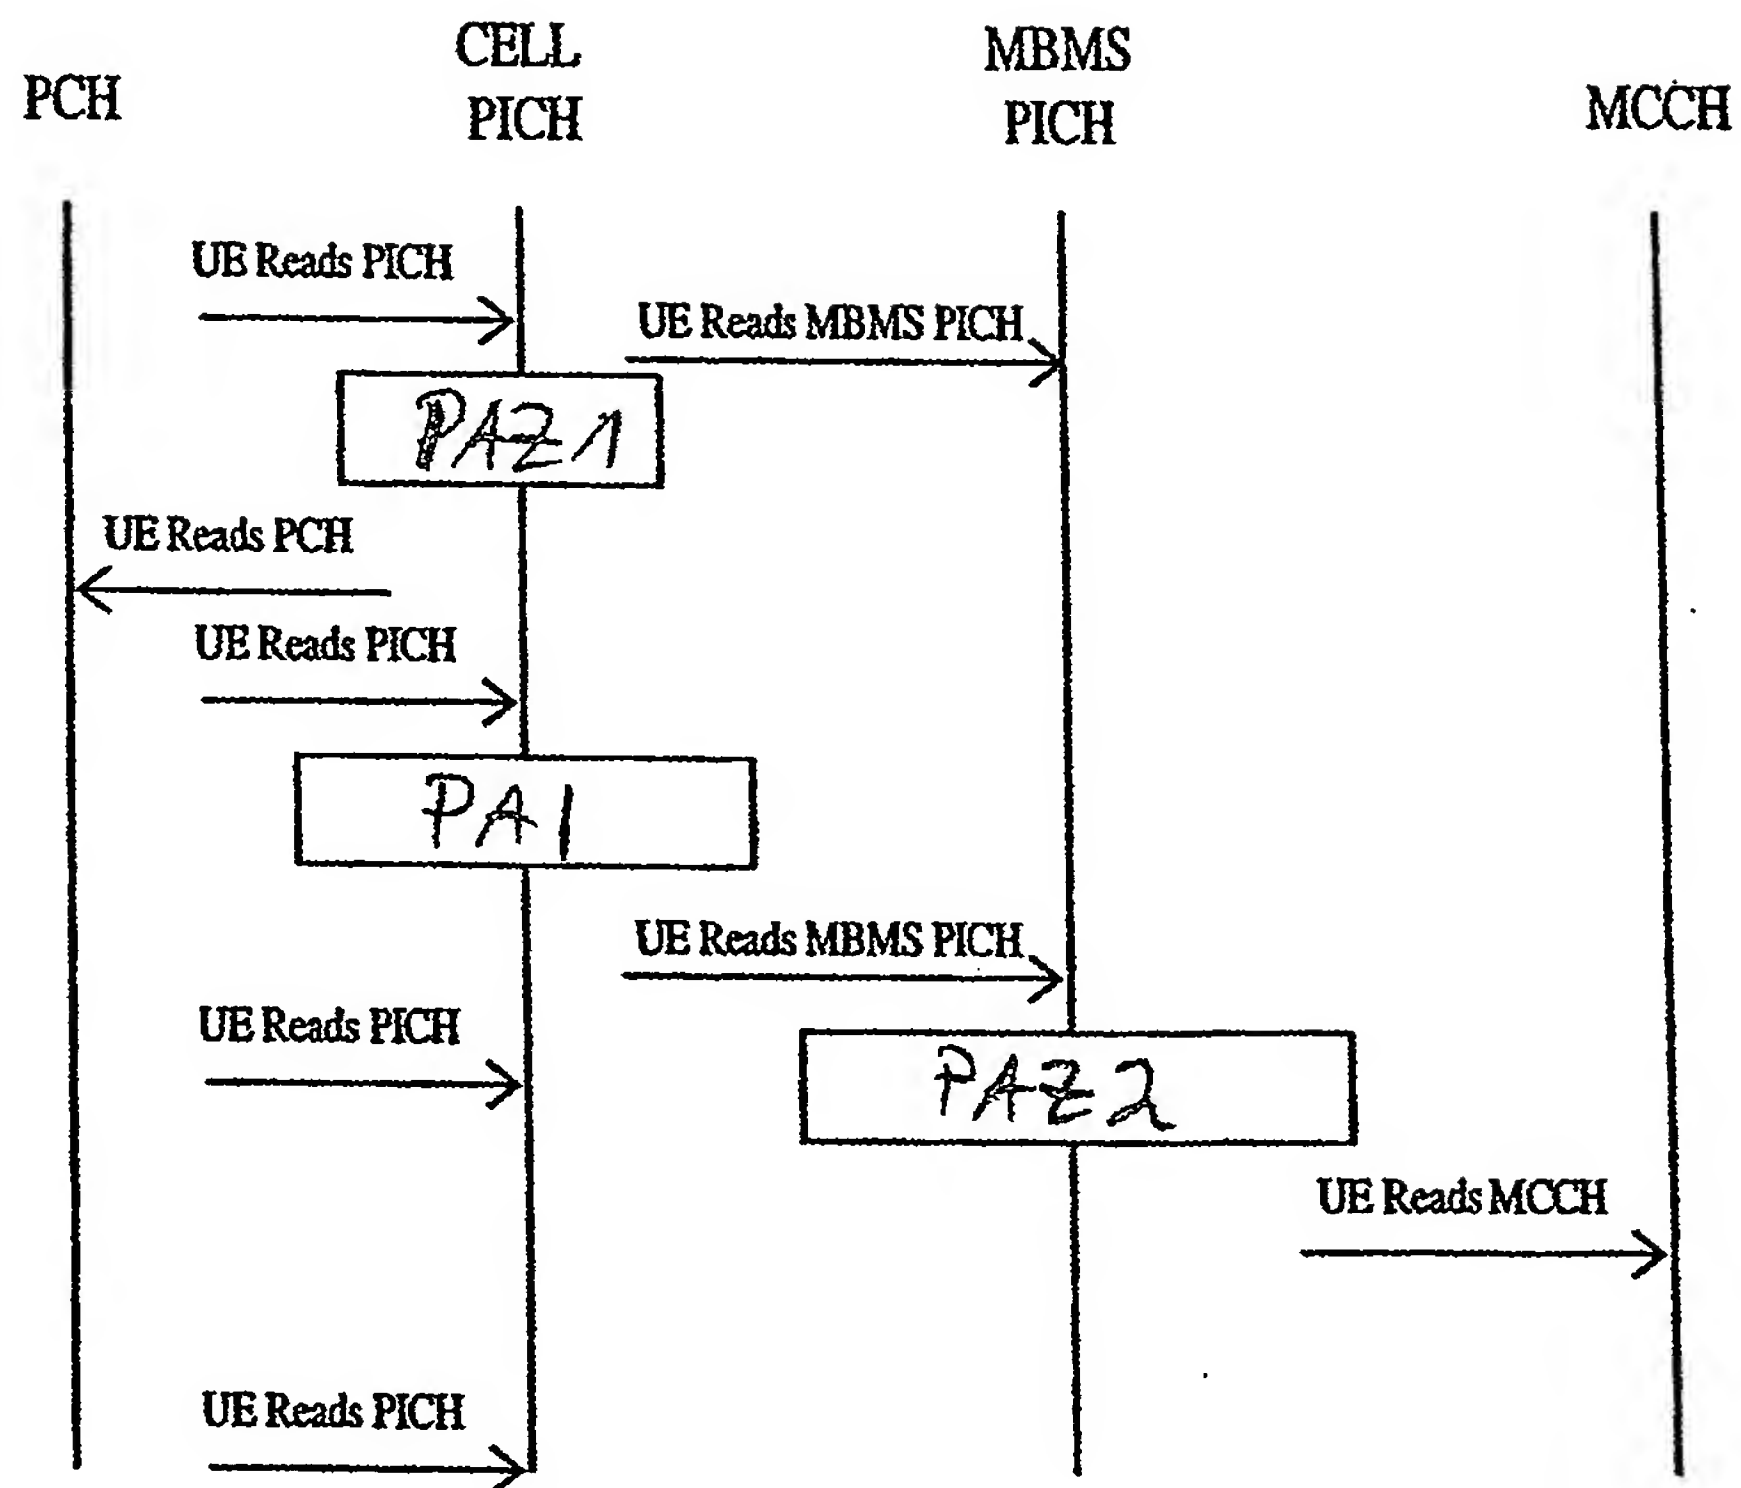 PCH
CELL
PICH
MBMS
PICH
MCCH
UE Reads PICH
UE Reads MBMS PICH
PAZ1
UE Reads PCH
UE Reads PICH
PA1
UE Reads MBMS PICH
UE Reads PICH
PAZ2
UE Reads MCCH
UE Reads PICH